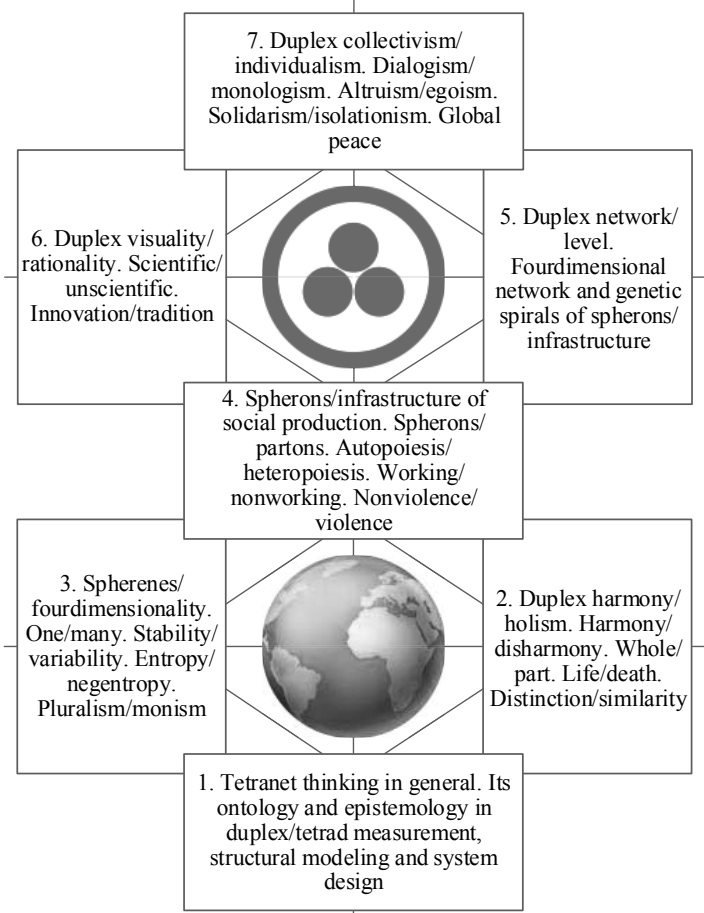 7. Duplex collectivism/
individualism. Dialogism/
monologism. Altruism/egoism.
Solidarism/isolationism. Global
peace
6. Duplex visuality/
rationality. Scientific/
unscientific.
Innovation/tradition
5. Duplex network/
level.
Fourdimensional
network and genetic
spirals of spherons/
infrastructure
4. Spherons/infrastructure of
social production. Spherons/
partons. Autopoiesis/
heteropoiesis. Working/
nonworking. Nonviolence/
violence
3. Spherenes/
fourdimensionality.
One/many. Stability/
variability. Entropy/
negentropy.
Pluralism/monism
2. Duplex harmony/
holism. Harmony/
disharmony. Whole/
part. Life/death.
Distinction/similarity
1. Tetranet thinking in general. Its
ontology and epistemology in
duplex/tetrad measurement,
structural modeling and system
design